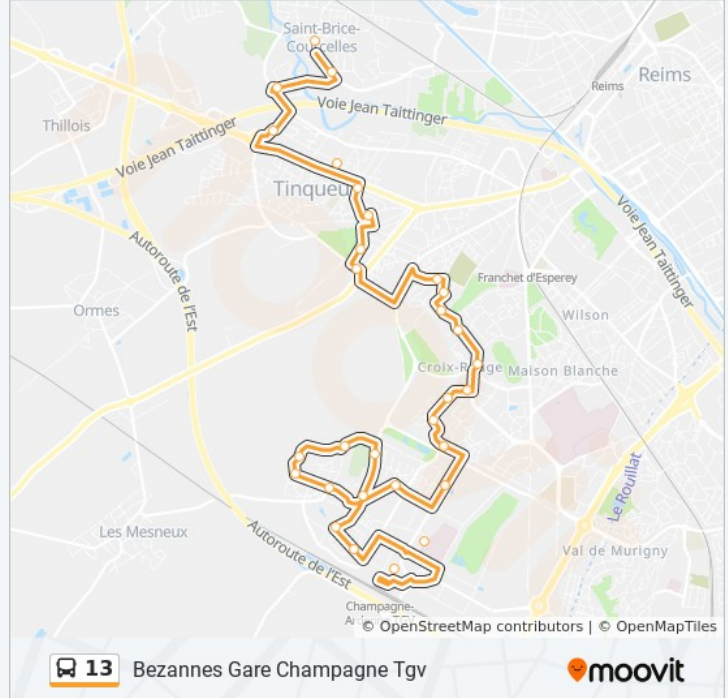 Saint-Brice-
Courcelles
Reims
Reims
Voie Jean Taittinger
Thillois
Voie Jean Taittinger
Tinqueu
Voie Jean Taittinger
Autoroute de l'Est
Franchet d'Esperey
Ormes
Wilson
Croix-Rouge
Maison Blanche
Le Rouillat
Les Mesneux
Autoroute de l'Est
Val de Murigny
Champagne-
© OpenStreetMap contributors | © OpenMapTiles
13 Bezannes Gare Champagne Tgv
moovit